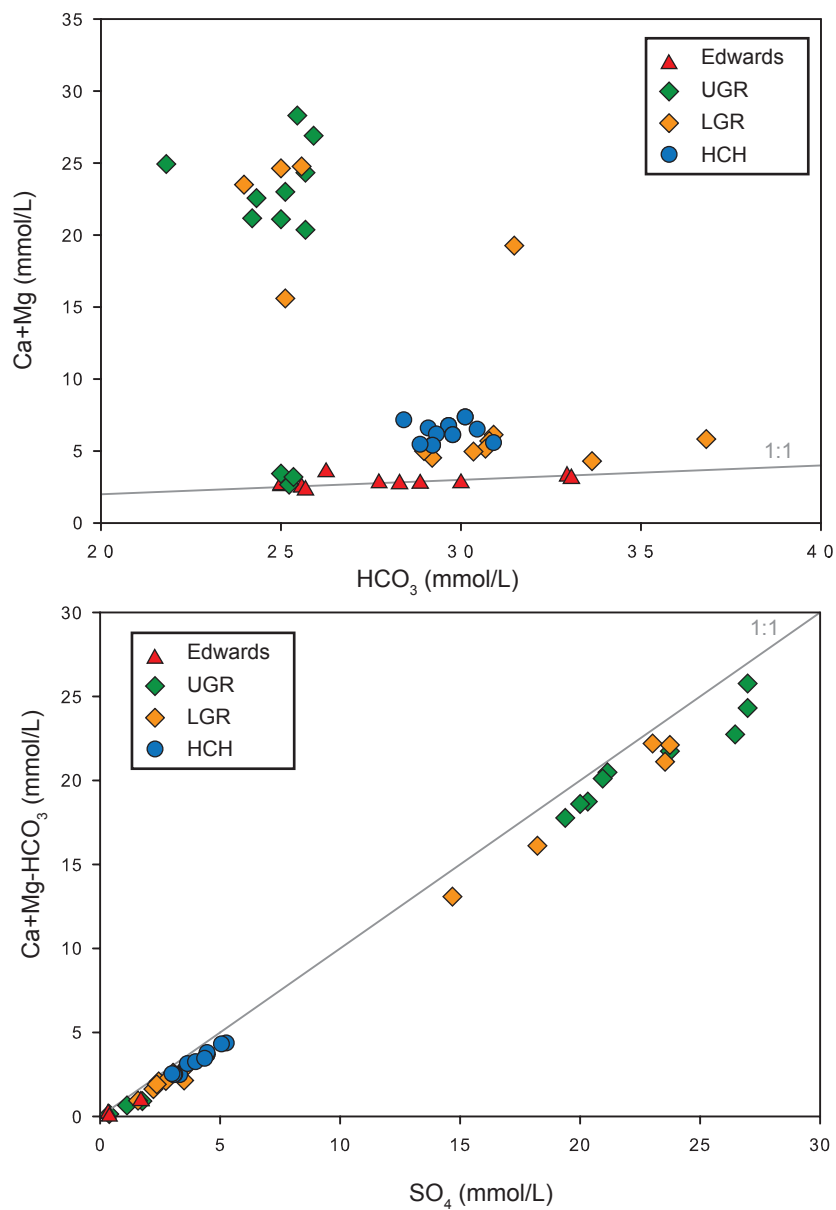 35
30
25
20
15
10
5
0
Ca+Mg (mmol/L)
Edwards
UGR
LGR
HCH
1:1
2 0
2 5
3 0
3 5
4 0
HCO3 (mmol/L)
30
25
20
15
10
5
0
Ca+Mg-HCO3 (mmol/L)
Edwards
UGR
LGR
HCH
1:1
0
5
10
15
20
25
30
SO4 (mmol/L)